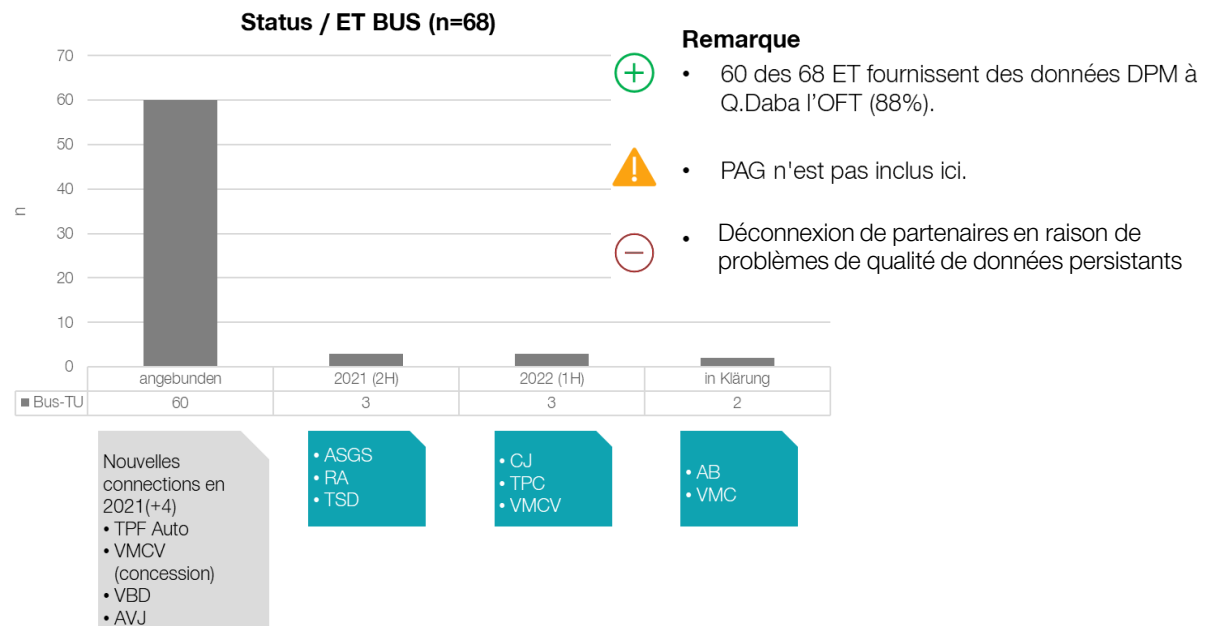 Status / ET BUS (n=68)
70
60
50
40
30
20
10
0
n
angebunden
2021 (2H)
2022 (1H)
in Klärung
Bus-TU
60
3
3
2
Nouvelles
connections en
2021(+4)
• TPF Auto
• VMCV
(concession)
• VBD
• AVJ
• ASGS
• RA
• TSD
• CJ
• TPC
• VMCV
• AB
• VMC
Remarque
• 60 des 68 ET fournissent des données DPM à
Q.Daba l’OFT (88%).
• PAG n'est pas inclus ici.
• Déconnexion de partenaires en raison de
problèmes de qualité de données persistants